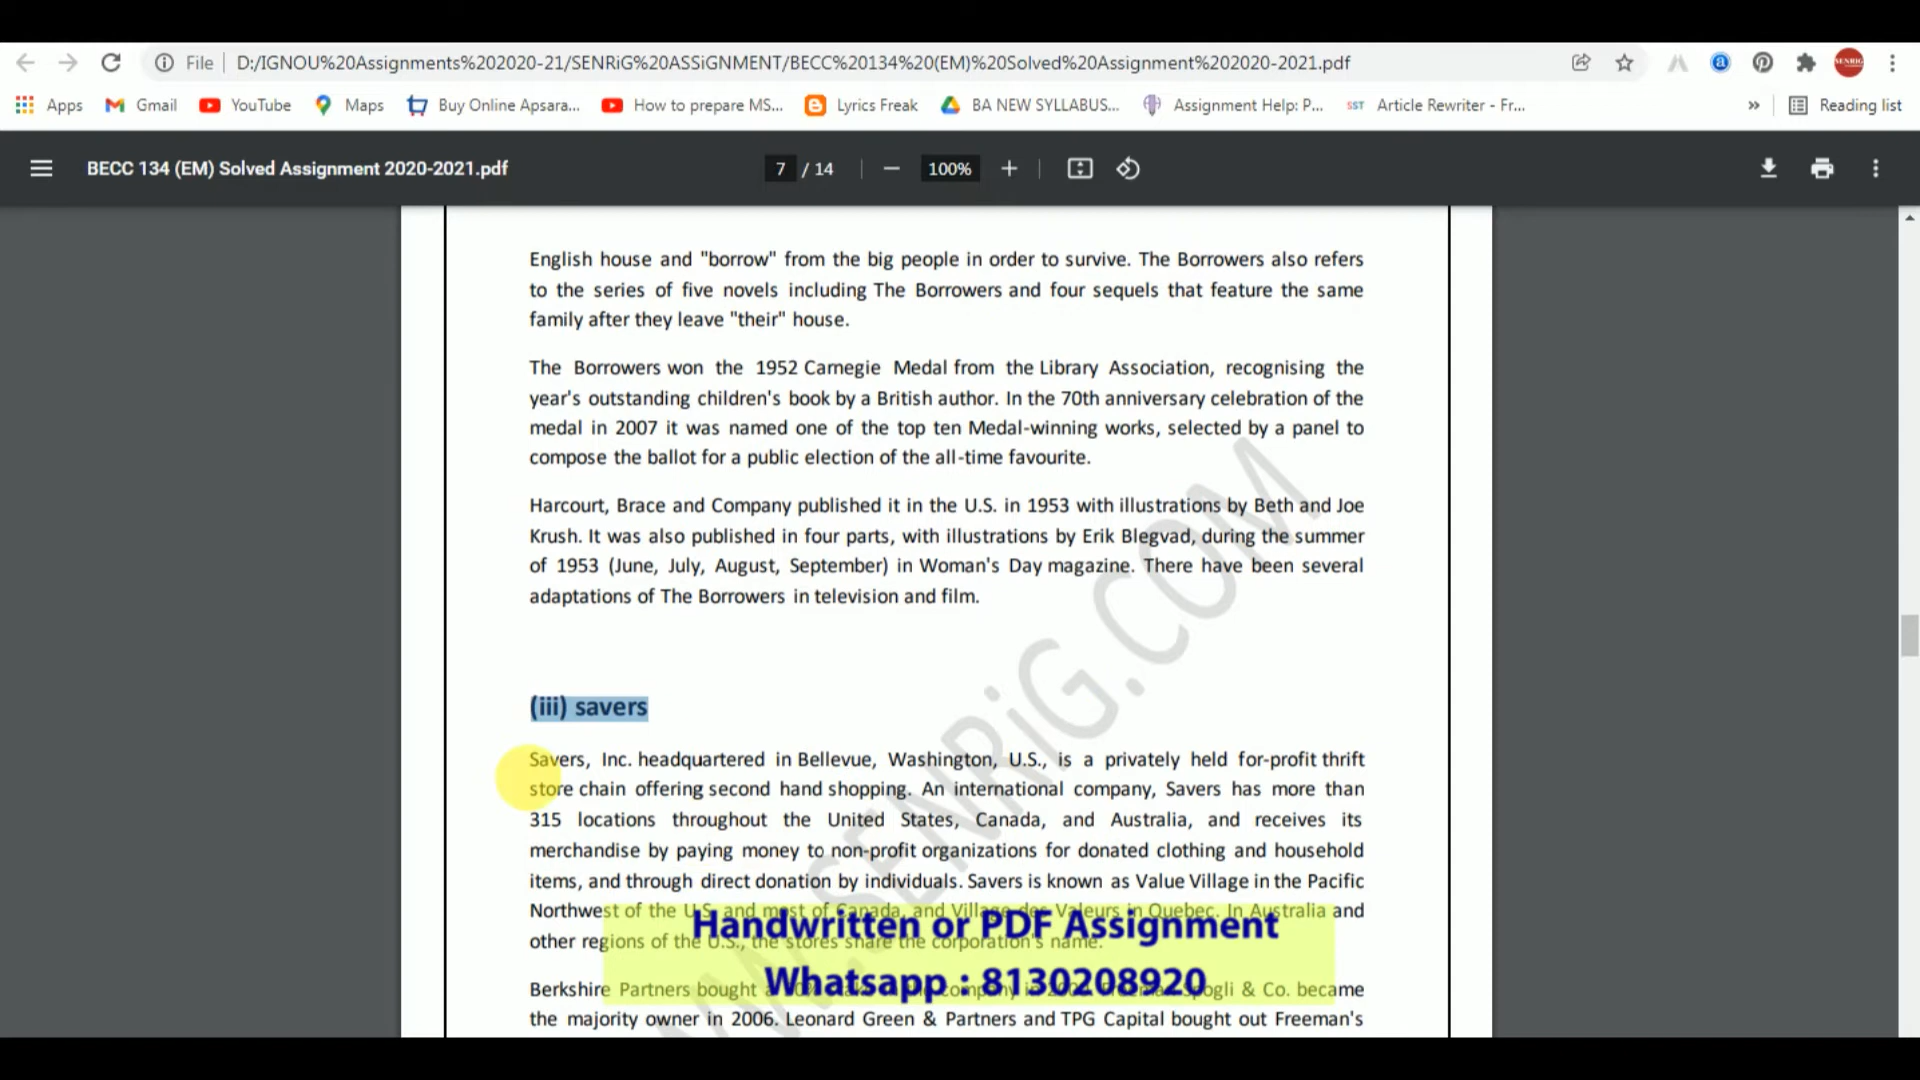 File
D:/IGNOU%20Assignments%202020-21/SENRiG%20ASSiGNMENT/BECC%20134%20(EM)%20Solved%20Assignment%202020-2021.pdf
SENRIG
Apps
Gmail
YouTube
Maps
Buy Online Apsara...
How to prepare MS...
Lyrics Freak
BA NEW SYLLABUS...
Assignment Help: P...
SST Article Rewriter - Fr...
»
Reading list
BECC 134 (EM) Solved Assignment 2020-2021.pdf
7 / 14
100%
English house and "borrow" from the big people in order to survive. The Borrowers also refers
to the series of five novels including The Borrowers and four sequels that feature the same
family after they leave "their" house.
The Borrowers won the 1952 Carnegie Medal from the Library Association, recognising the
year's outstanding children's book by a British author. In the 70th anniversary celebration of the
medal in 2007 it was named one of the top ten Medal-winning works, selected by a panel to
compose the ballot for a public election of the all-time favourite.
Harcourt, Brace and Company published it in the U.S. in 1953 with illustrations by Beth and Joe
Krush. It was also published in four parts, with illustrations by Erik Blegvad, during the summer
of 1953 (June, July, August, September) in Woman's Day magazine. There have been several
adaptations of The Borrowers in television and film.
(iii) savers
Savers, Inc. headquartered in Bellevue, Washington, U.S., is a privately held for-profit thrift
store chain offering second hand shopping. An international company, Savers has more than
315 locations throughout the United States, Canada, and Australia, and receives its
merchandise by paying money to non-profit organizations for donated clothing and household
items, and through direct donation by individuals. Savers is known as Value Village in the Pacific
Northwest of the U.S. and most of Canada, and Village des Valeurs in Quebec. In Australia and
other regions of the U.S., the stores share the corporation's name.
Handwritten or PDF Assignment
Whatsapp : 8130208920
Berkshire Partners bought Spogli & Co. became
the majority owner in 2006. Leonard Green & Partners and TPG Capital bought out Freeman's
WW.SENRiG.COM